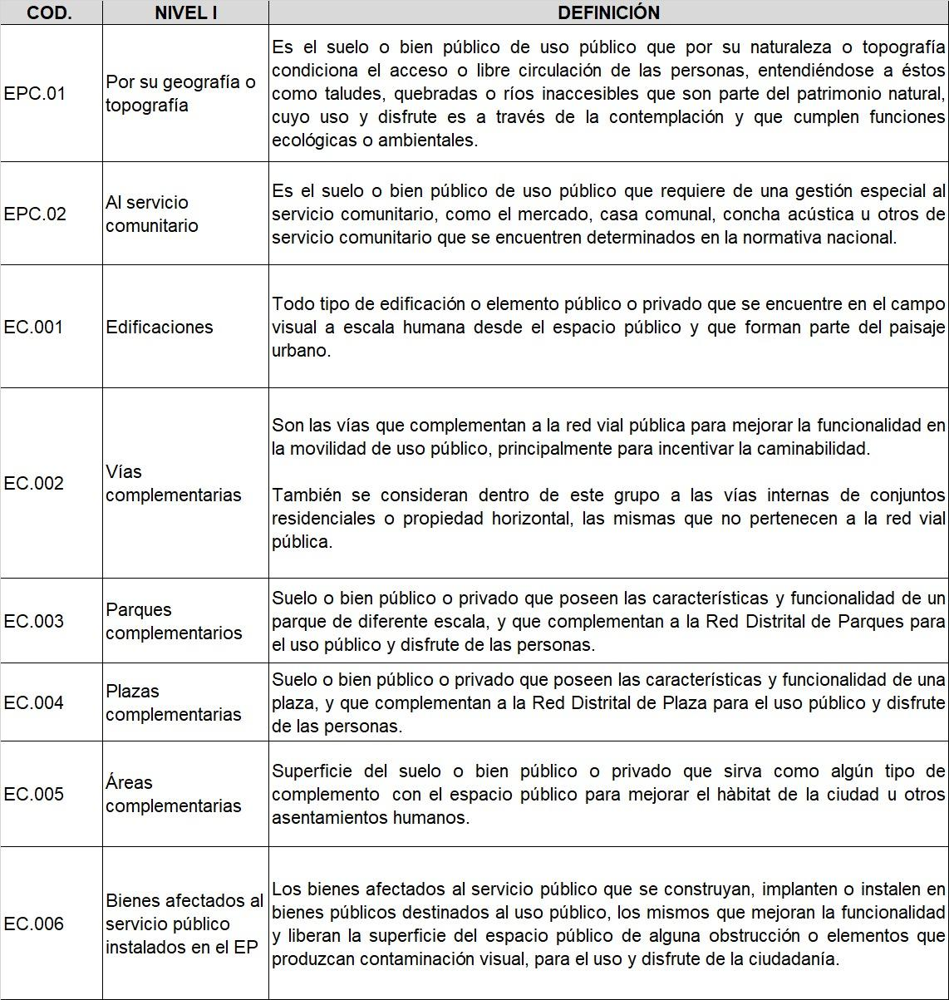 COD. NIVEL I DEFINICIÓN
EPC.01
Por su geografía o
topografía
Es el suelo o bien público de uso público que por su naturaleza o topografía
condiciona el acceso o libre circulación de las personas, entendiéndose a éstos
como taludes, quebradas o ríos inaccesibles que son parte del patrimonio natural,
cuyo uso y disfrute es a través de la contemplación y que cumplen funciones
ecológicas o ambientales.
EPC.02
Al servicio
comunitario
Es el suelo o bien público de uso público que requiere de una gestión especial al
servicio comunitario, como el mercado, casa comunal, concha acústica u otros de
servicio comunitario que se encuentren determinados en la normativa nacional.
EC.001
Edificaciones
Todo tipo de edificación o elemento público o privado que se encuentre en el campo
visual a escala humana desde el espacio público y que forman parte del paisaje
urbano.
EC.002
Vías
complementarias
Son las vías que complementan a la red vial pública para mejorar la funcionalidad en
la movilidad de uso público, principalmente para incentivar la caminabilidad.
También se consideran dentro de este grupo a las vías internas de conjuntos
residenciales o propiedad horizontal, las mismas que no pertenecen a la red vial
pública.
EC.003
Parques
complementarios
Suelo o bien público o privado que poseen las características y funcionalidad de un
parque de diferente escala, y que complementan a la Red Distrital de Parques para
el uso público y disfrute de las personas.
EC.004
Plazas
complementarias
Suelo o bien público o privado que poseen las características y funcionalidad de una
plaza, y que complementan a la Red Distrital de Plaza para el uso público y disfrute
de las personas.
EC.005
Áreas
complementarias
Superficie del suelo o bien público o privado que sirva como algún tipo de
complemento con el espacio público para mejorar el hàbitat de la ciudad u otros
asentamientos humanos.
EC.006
Bienes afectados al
servicio público
instalados en el EP
Los bienes afectados al servicio público que se construyan, implanten o instalen en
bienes públicos destinados al uso público, los mismos que mejoran la funcionalidad
y liberan la superficie del espacio público de alguna obstrucción o elementos que
produzcan contaminación visual, para el uso y disfrute de la ciudadanía.